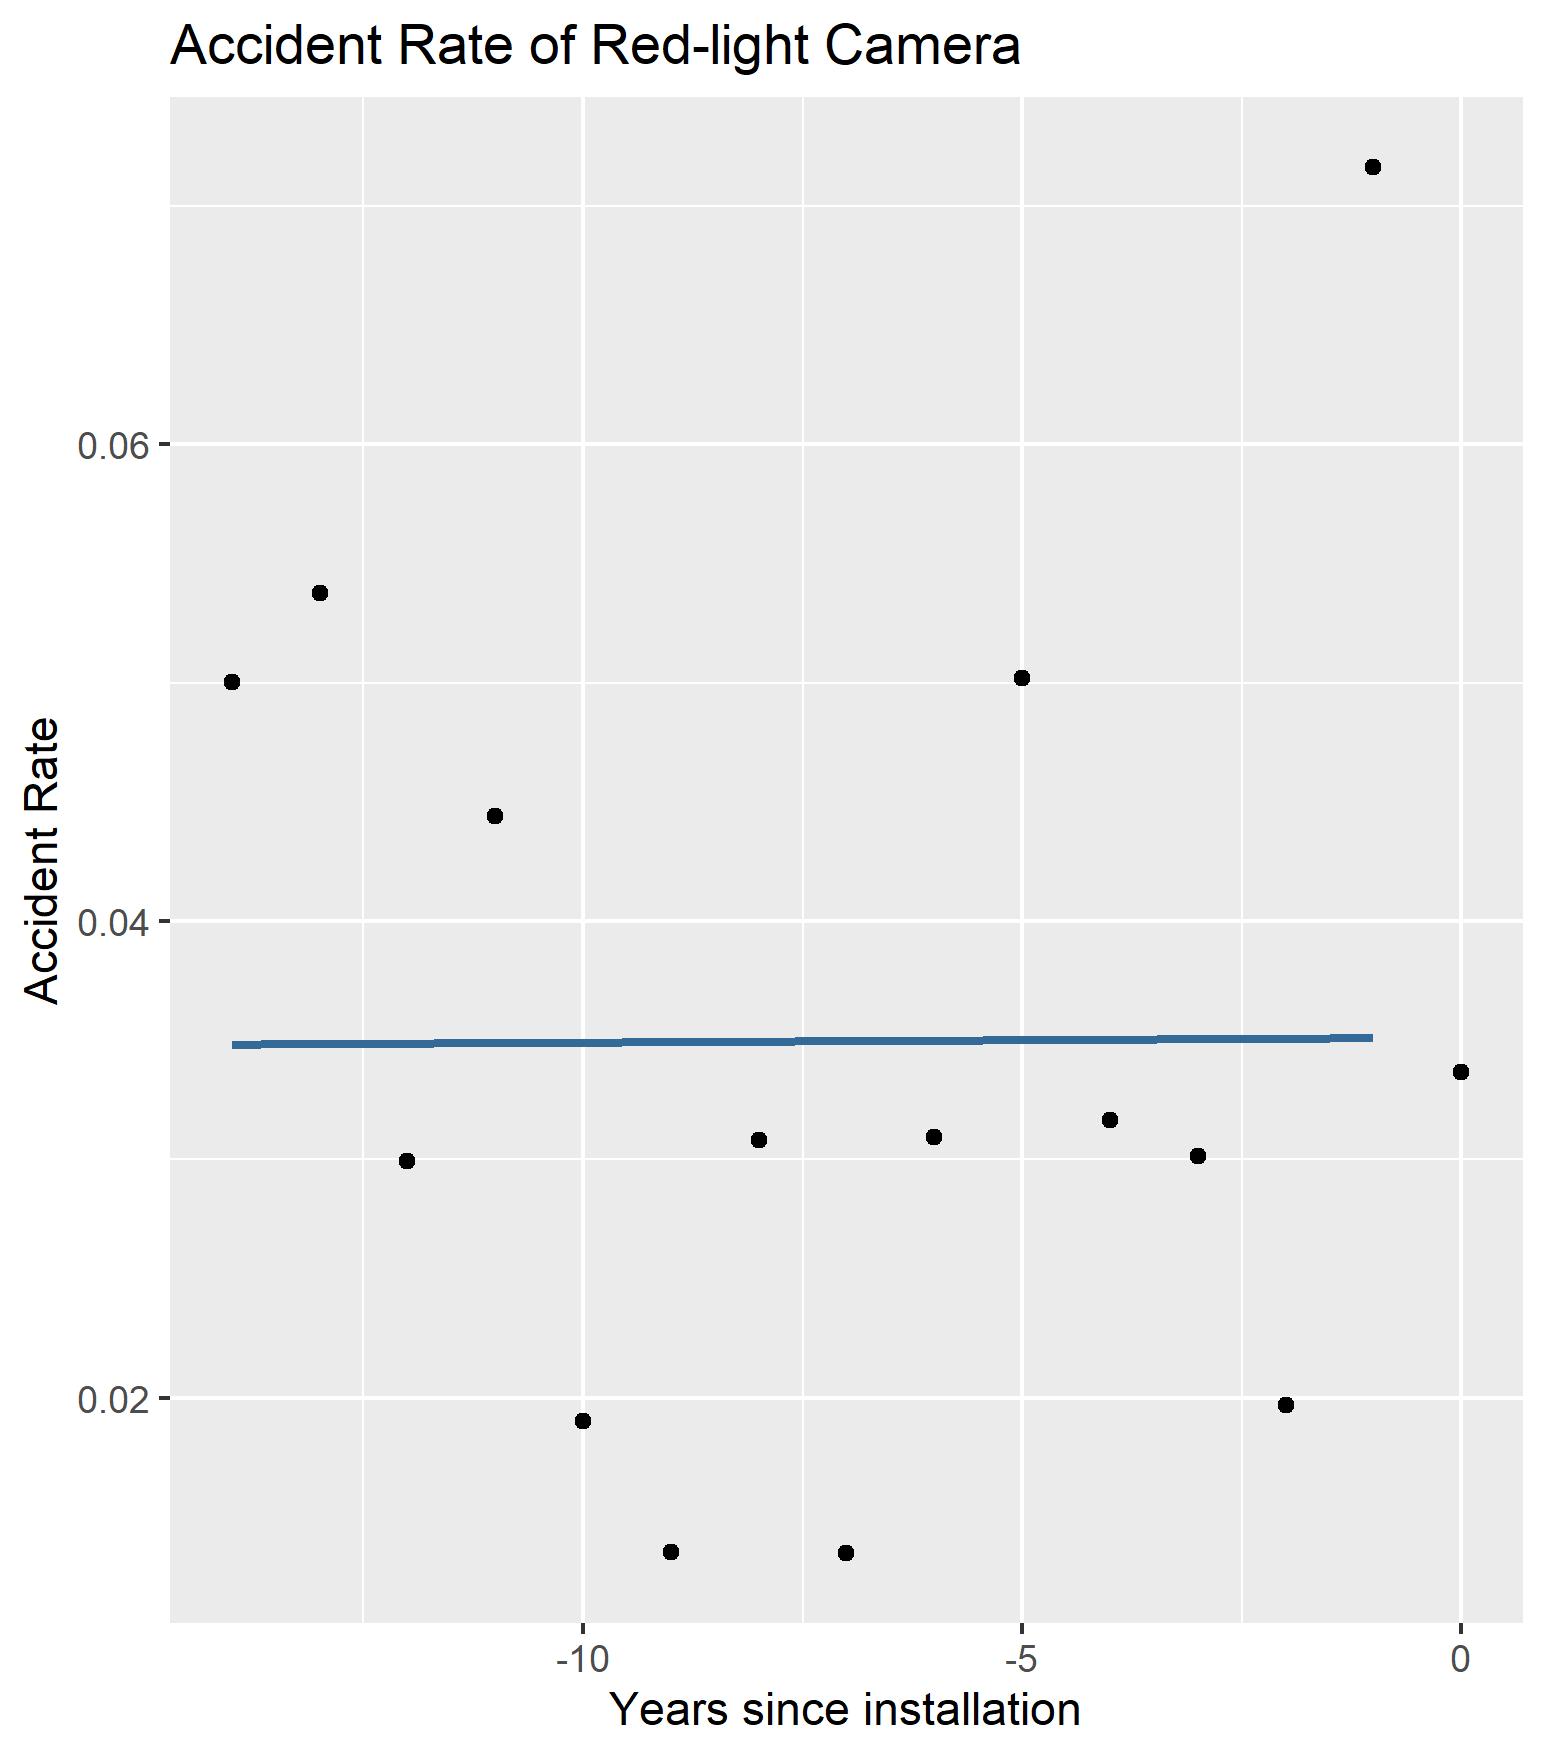 Accident Rate of Red-light Camera
Accident Rate
0.06
0.04
0.02
-10
-5
0
Years since installation